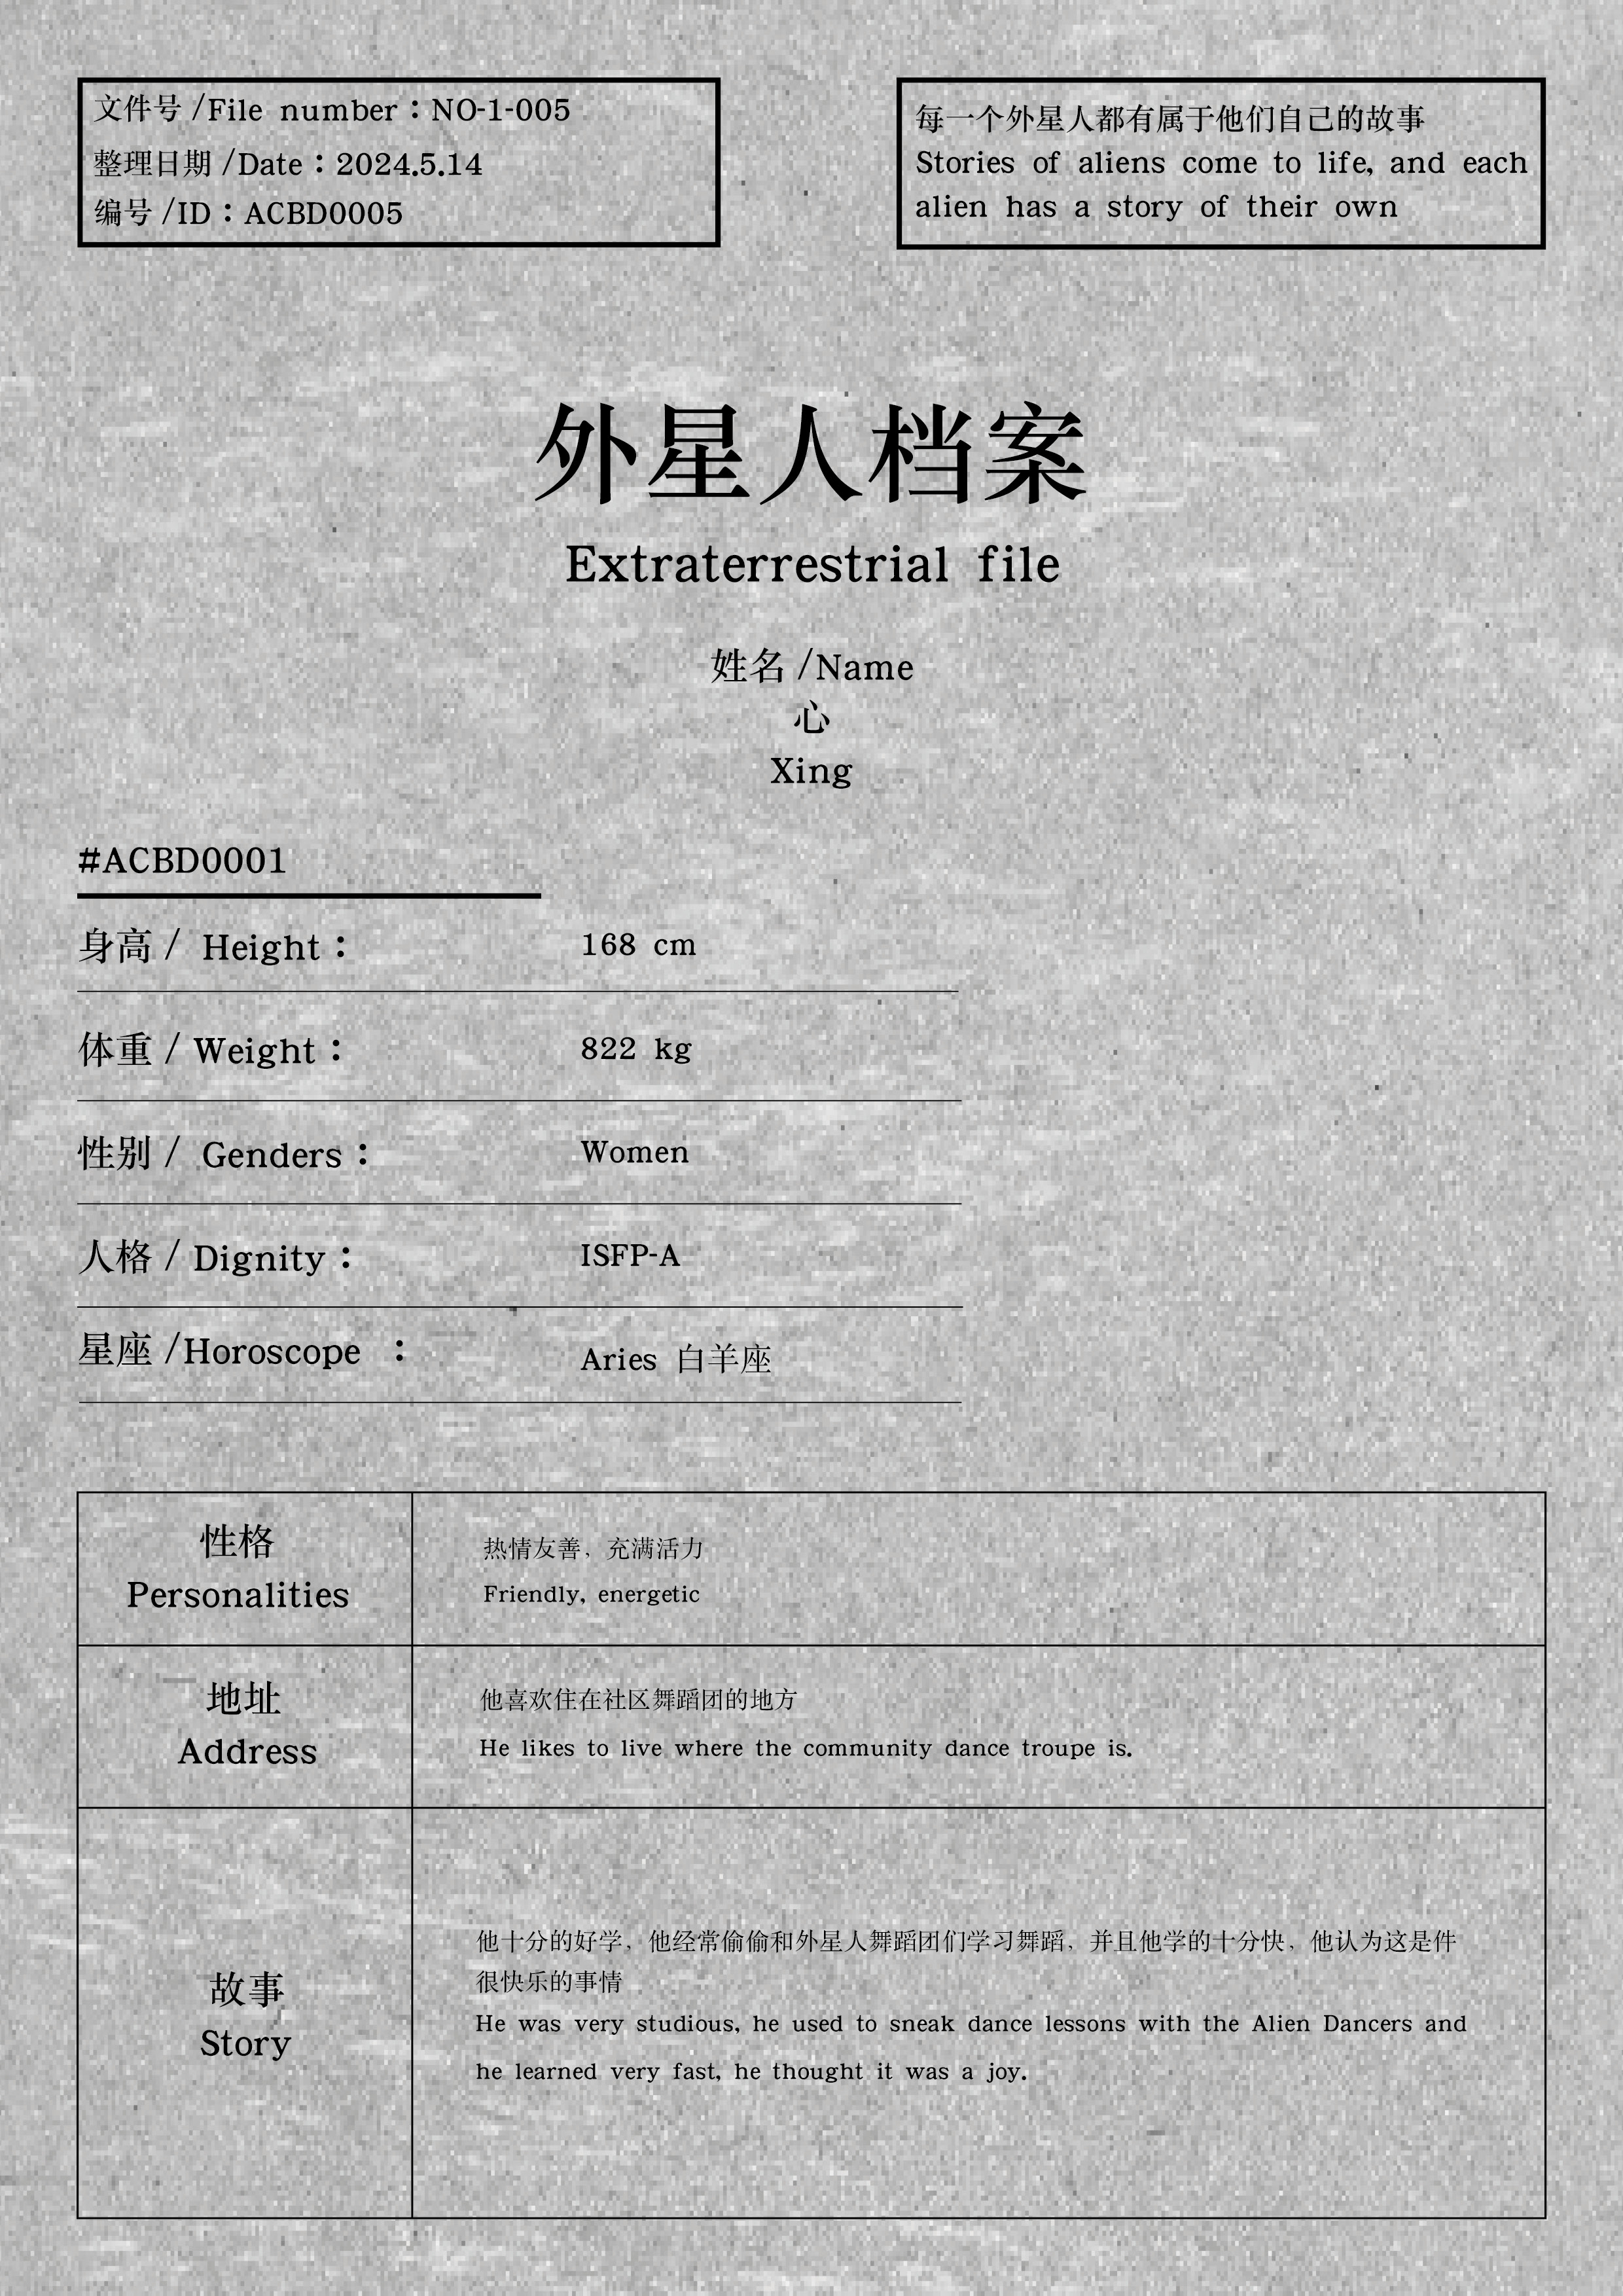 文件号 /File number：NO-1-005
整理日期 /Date：2024.5.14
编号 /ID：ACBD0005
每一个外星人都有属于他们自己的故事
Stories of aliens come to life, and each
alien has a story of their own
外星人档案
Extraterrestrial file
姓名 /Name
心
Xing
#ACBD0001
身高 / Height： 168 cm
体重 / Weight： 822 kg
性别 / Genders： Women
人格 / Dignity： ISFP-A
星座 /Horoscope ： Aries 白羊座
性格
Personalities
热情友善，充满活力
Friendly, energetic
地址
Address
他喜欢住在社区舞蹈团的地方
He likes to live where the community dance troupe is.
故事
Story
他十分的好学，他经常偷偷和外星人舞蹈团们学习舞蹈，并且他学的十分快，他认为这是件
很快乐的事情
He was very studious, he used to sneak dance lessons with the Alien Dancers and
he learned very fast, he thought it was a joy.